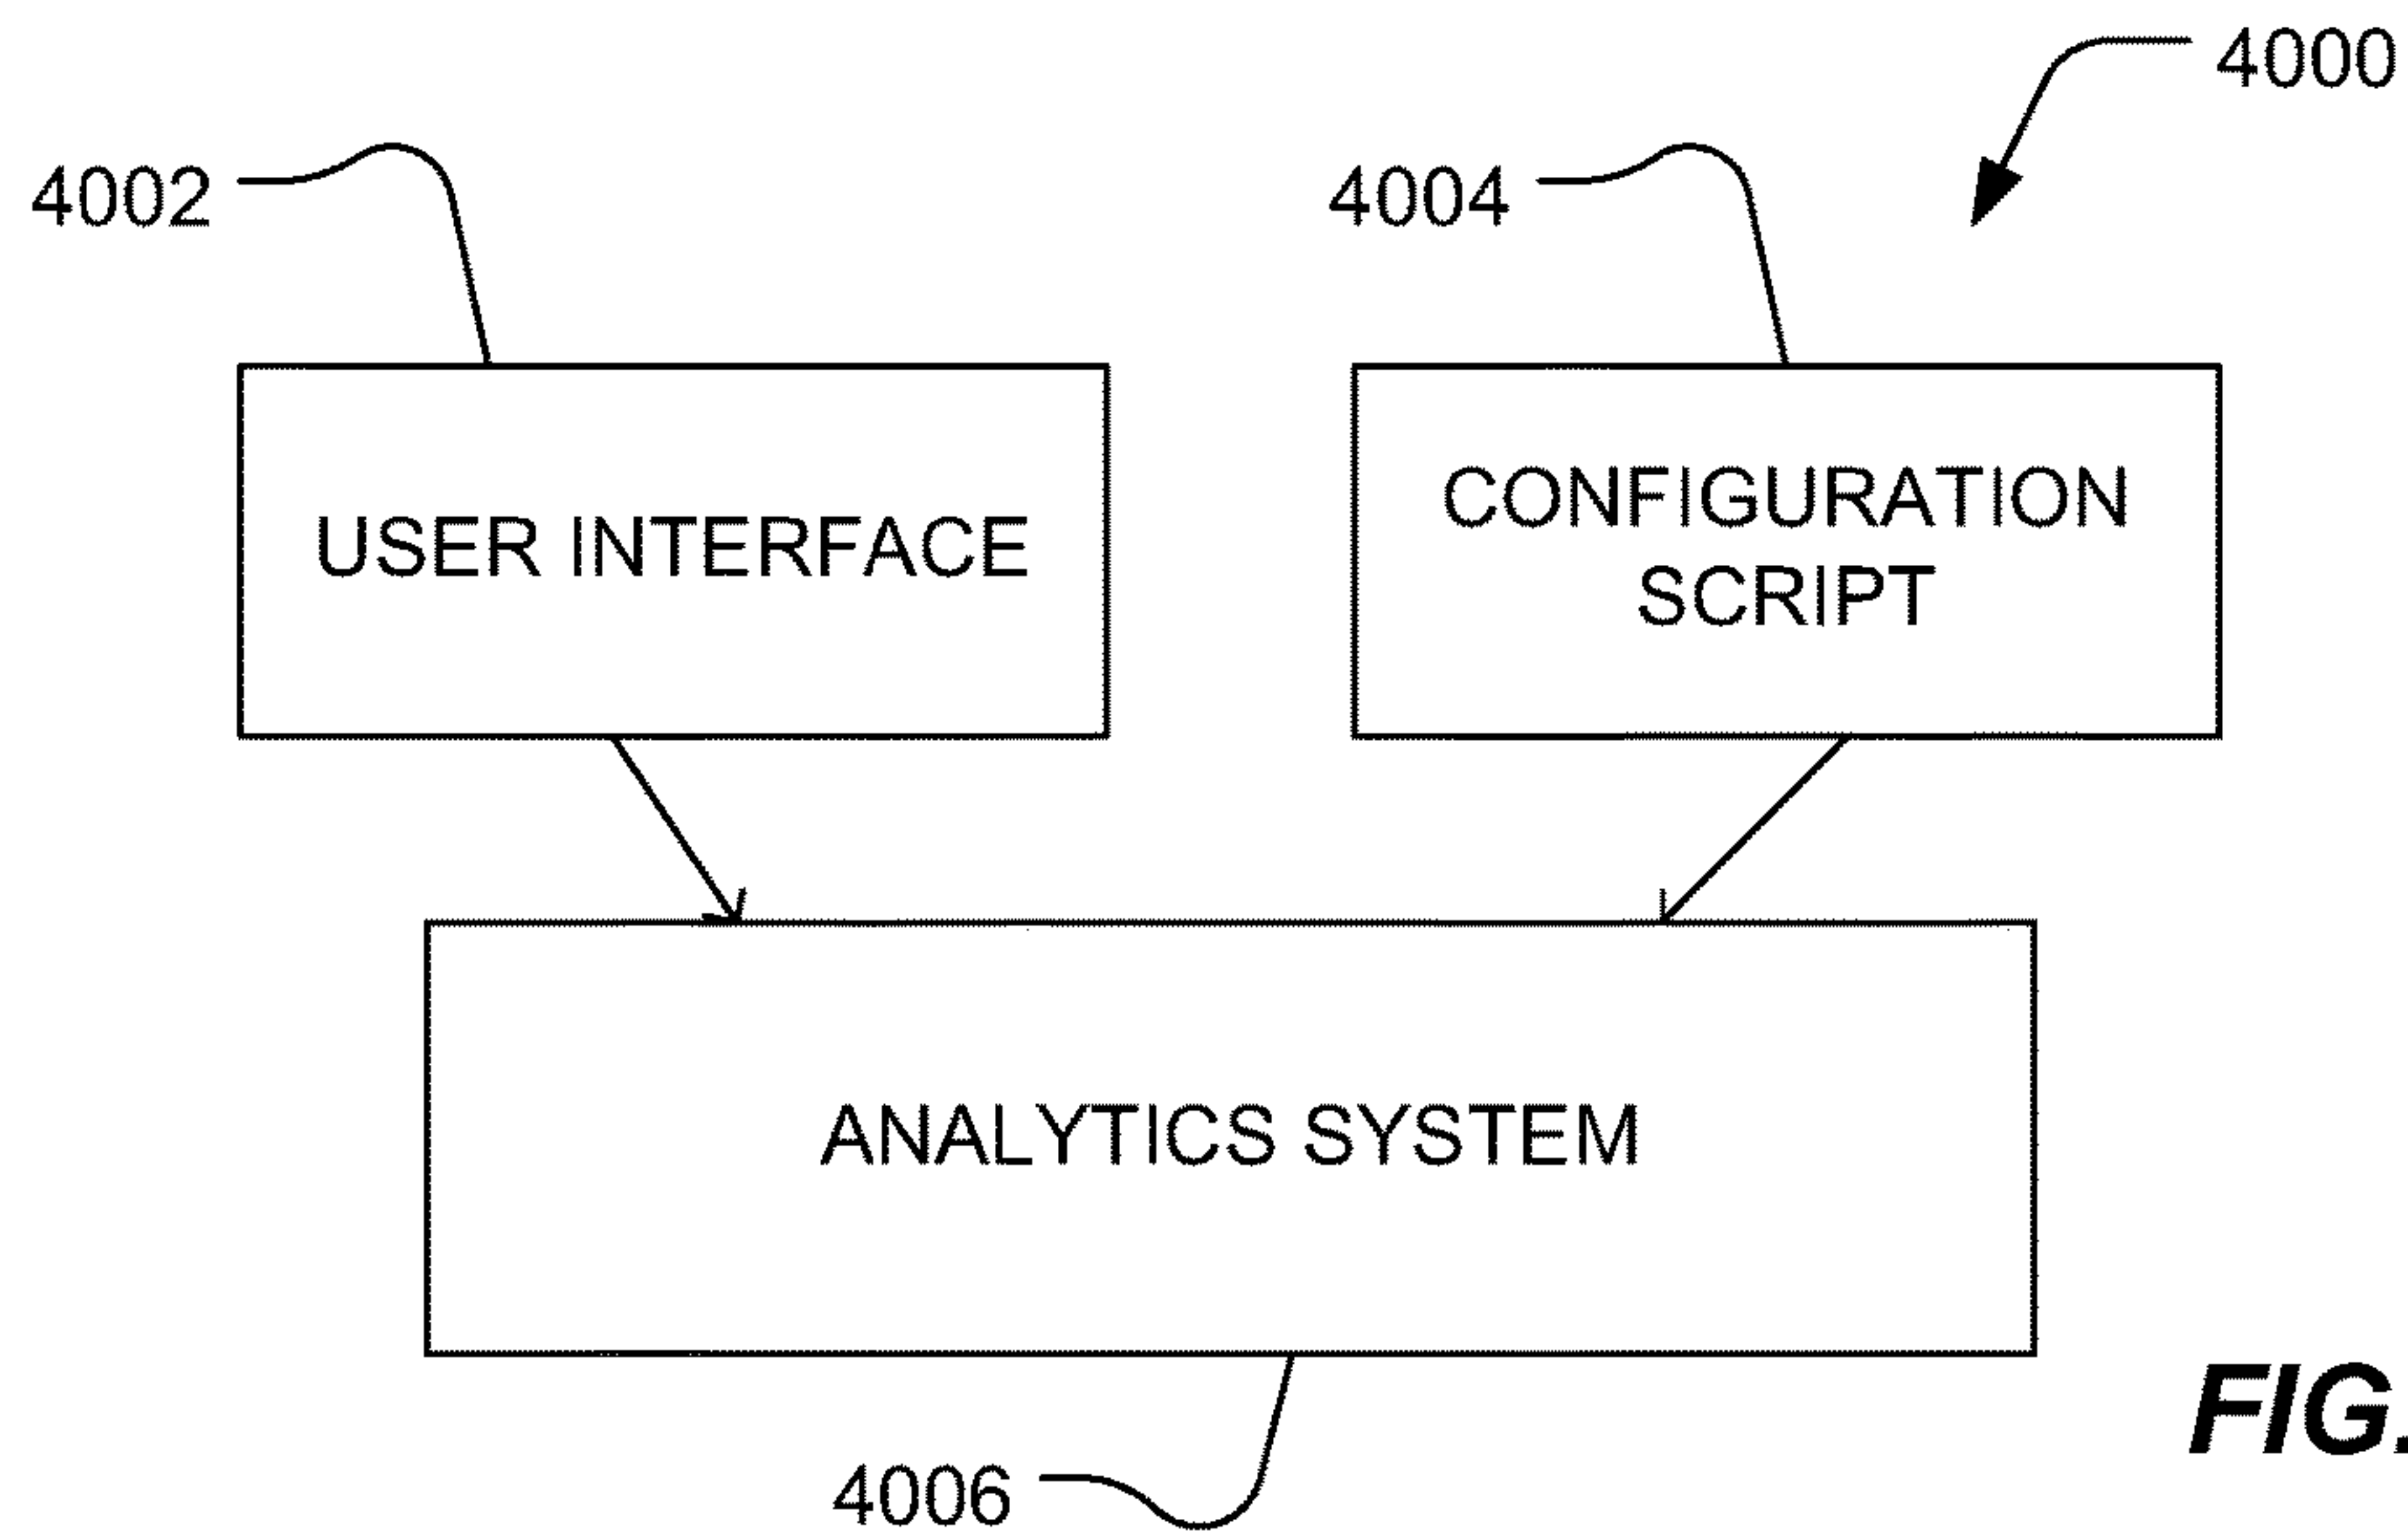 4000
4002
4004
USER INTERFACE
CONFIGURATION
SCRIPT
ANALYTICS SYSTEM
FIG.
4006